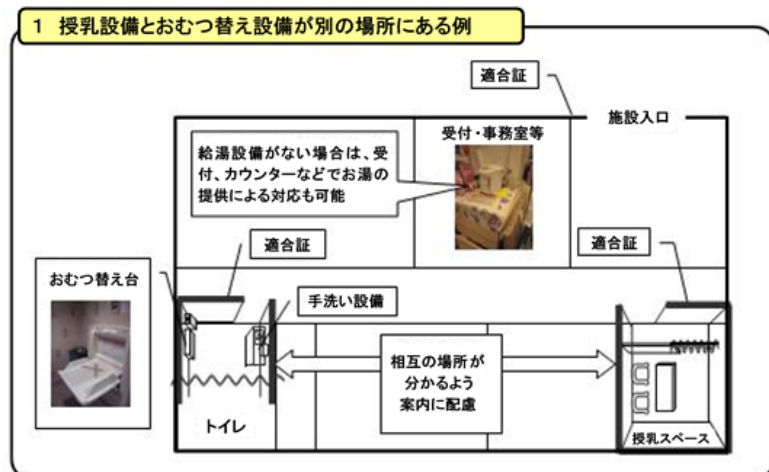 1 授乳設備とおむつ替え設備が別の場所にある例
適合証
施設入口
受付・事務室等
給湯設備がない場合は、受
付、カウンターなどでお湯の
提供による対応も可能
適合証
適合証
おむつ替え台
手洗い設備
相互の場所が
分かるよう
案内に配慮
トイレ
授乳スペース